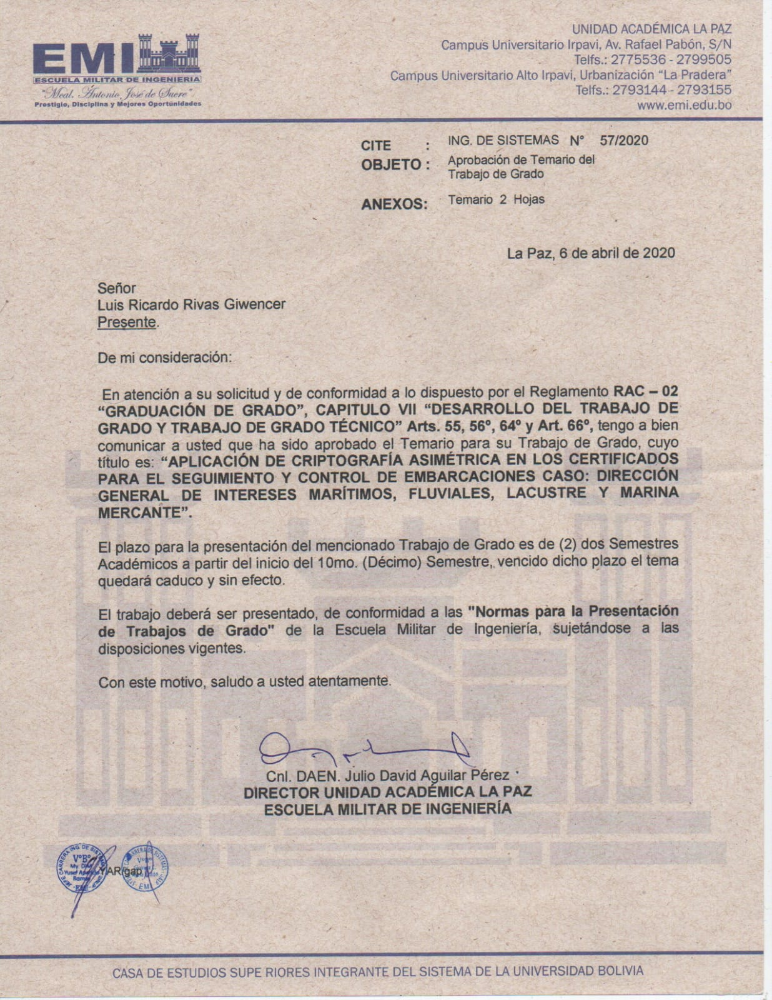 EMI
ESCUELA MILITAR DE INGENIERIA
"Mcal. Antonio José de Sucre"
Prestigio, Disciplina y Mejores Oportunidades
UNIDAD ACADÉMICA LA PAZ
Campus Universitario Irpavi, Av. Rafael Pabón, S/N
Telfs.: 2775536 - 2799505
Campus Universitario Alto Irpavi, Urbanización “La Pradera”
Telfs.: 2793144 - 2793155
www.emi.edu.bo
CITE : ING. DE SISTEMAS N° 57/2020
OBJETO : Aprobación de Temario del
Trabajo de Grado
ANEXOS: Temario 2 Hojas
La Paz, 6 de abril de 2020
Señor
Luis Ricardo Rivas Giwencer
Presente.
De mi consideración:
En atención a su solicitud y de conformidad a lo dispuesto por el Reglamento RAC – 02
“GRADUACIÓN DE GRADO”, CAPITULO VII “DESARROLLO DEL TRABAJO DE
GRADO Y TRABAJO DE GRADO TÉCNICO” Arts. 55, 56º, 64º y Art. 66º, tengo a bien
comunicar a usted que ha sido aprobado el Temario para su Trabajo de Grado, cuyo
título es: “APLICACIÓN DE CRIPTOGRAFÍA ASIMÉTRICA EN LOS CERTIFICADOS
PARA EL SEGUIMIENTO Y CONTROL DE EMBARCACIONES CASO: DIRECCIÓN
GENERAL DE INTERESES MARÍTIMOS, FLUVIALES, LACUSTRE Y MARINA
MERCANTE”.
El plazo para la presentación del mencionado Trabajo de Grado es de (2) dos Semestres
Académicos a partir del inicio del 10mo. (Décimo) Semestre, vencido dicho plazo el tema
quedará caduco y sin efecto.
El trabajo deberá ser presentado, de conformidad a las "Normas para la Presentación
de Trabajos de Grado" de la Escuela Militar de Ingeniería, sujetándose a las
disposiciones vigentes.
Con este motivo, saludo a usted atentamente.
Cnl. DAEN. Julio David Aguilar Pérez
DIRECTOR UNIDAD ACADÉMICA LA PAZ
ESCUELA MILITAR DE INGENIERÍA
JEFE CARRERA ING. DE
VºBº
My. DIM
EMI
YAR/gap
EMI
CASA DE ESTUDIOS SUPE RIORES INTEGRANTE DEL SISTEMA DE LA UNIVERSIDAD BOLIVIA